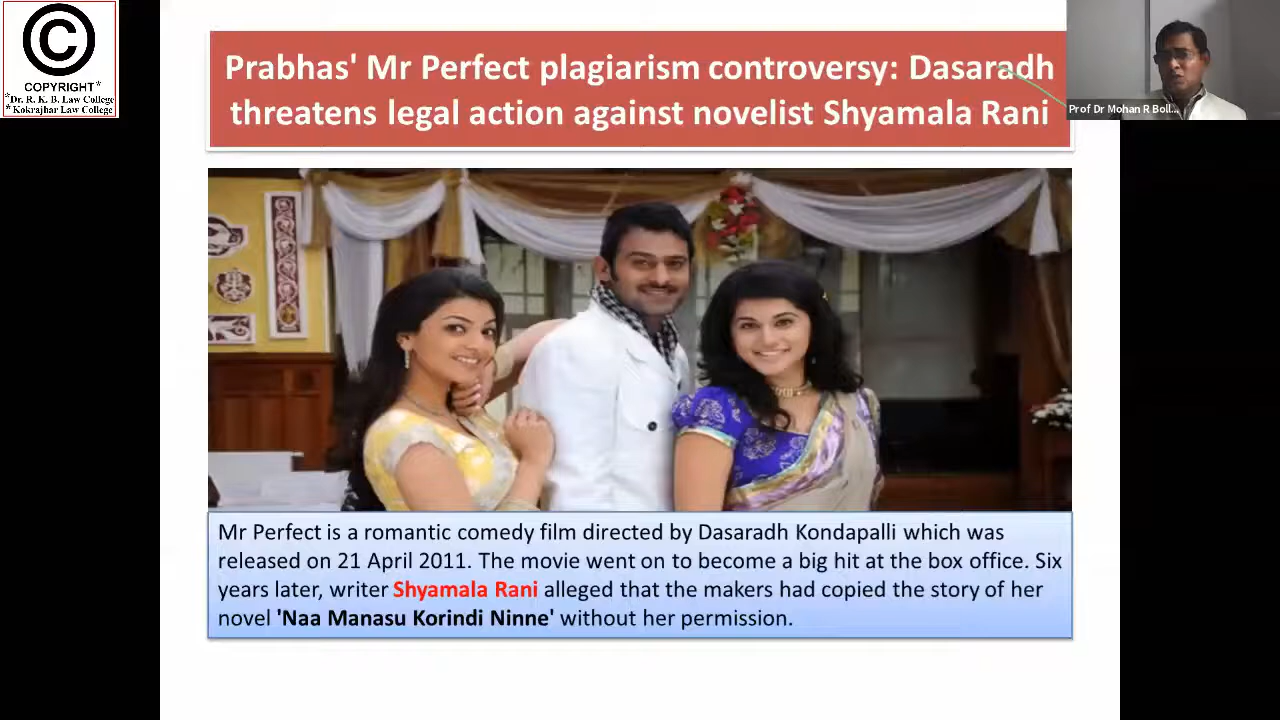 COPYRIGHT*
*Dr. R. K. B. Law College
*Kokrajhar Law College
Prabhas' Mr Perfect plagiarism controversy: Dasaradh
threatens legal action against novelist Shyamala Rani
Prof Dr Mohan R Boll...
Mr Perfect is a romantic comedy film directed by Dasaradh Kondapalli which was
released on 21 April 2011. The movie went on to become a big hit at the box office. Six
years later, writer Shyamala Rani alleged that the makers had copied the story of her
novel 'Naa Manasu Korindi Ninne' without her permission.